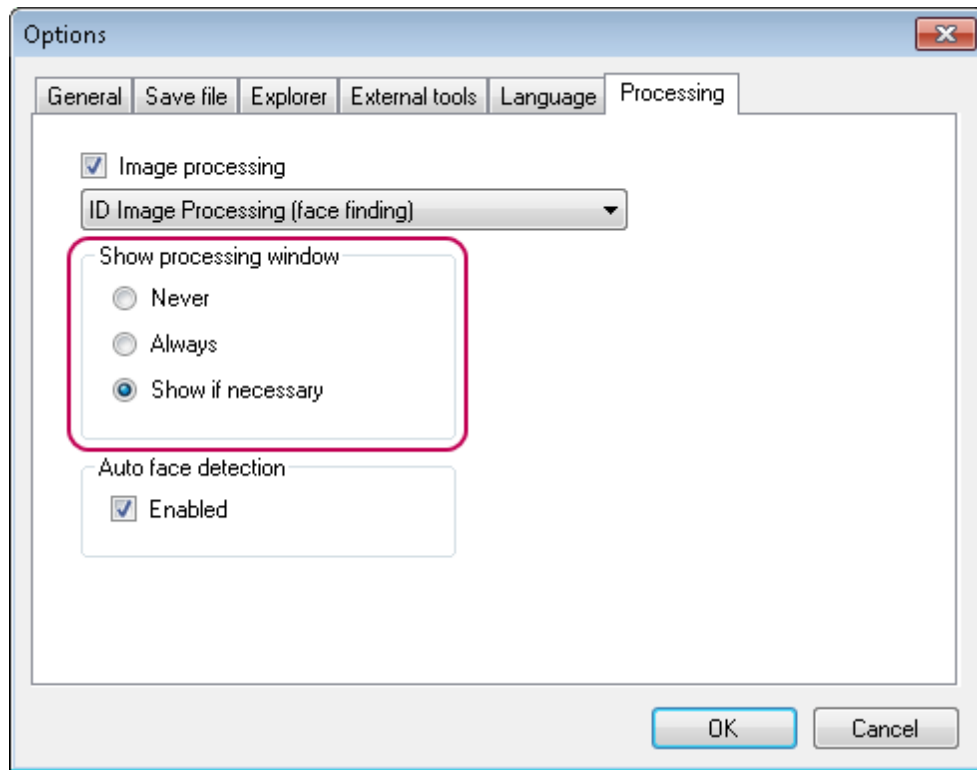 Options
General Save file Explorer External tools Language Processing
Image processing
ID Image Processing (face finding)
Show processing window
Never
Always
Show if necessary
Auto face detection
Enabled
OK Cancel